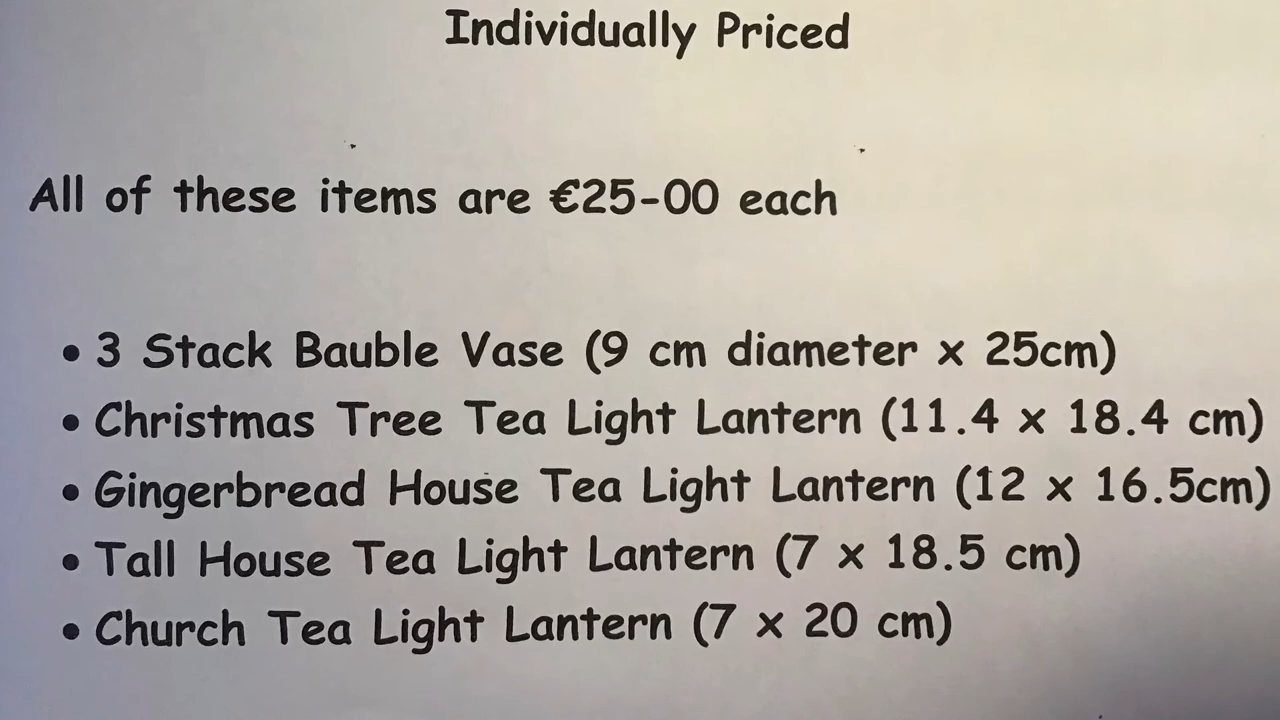 Individually Priced
All of these items are €25-00 each
• 3 Stack Bauble Vase (9 cm diameter x 25cm)
• Christmas Tree Tea Light Lantern (11.4 x 18.4 cm)
• Gingerbread House Tea Light Lantern (12 x 16.5cm)
• Tall House Tea Light Lantern (7 x 18.5 cm)
• Church Tea Light Lantern (7 x 20 cm)